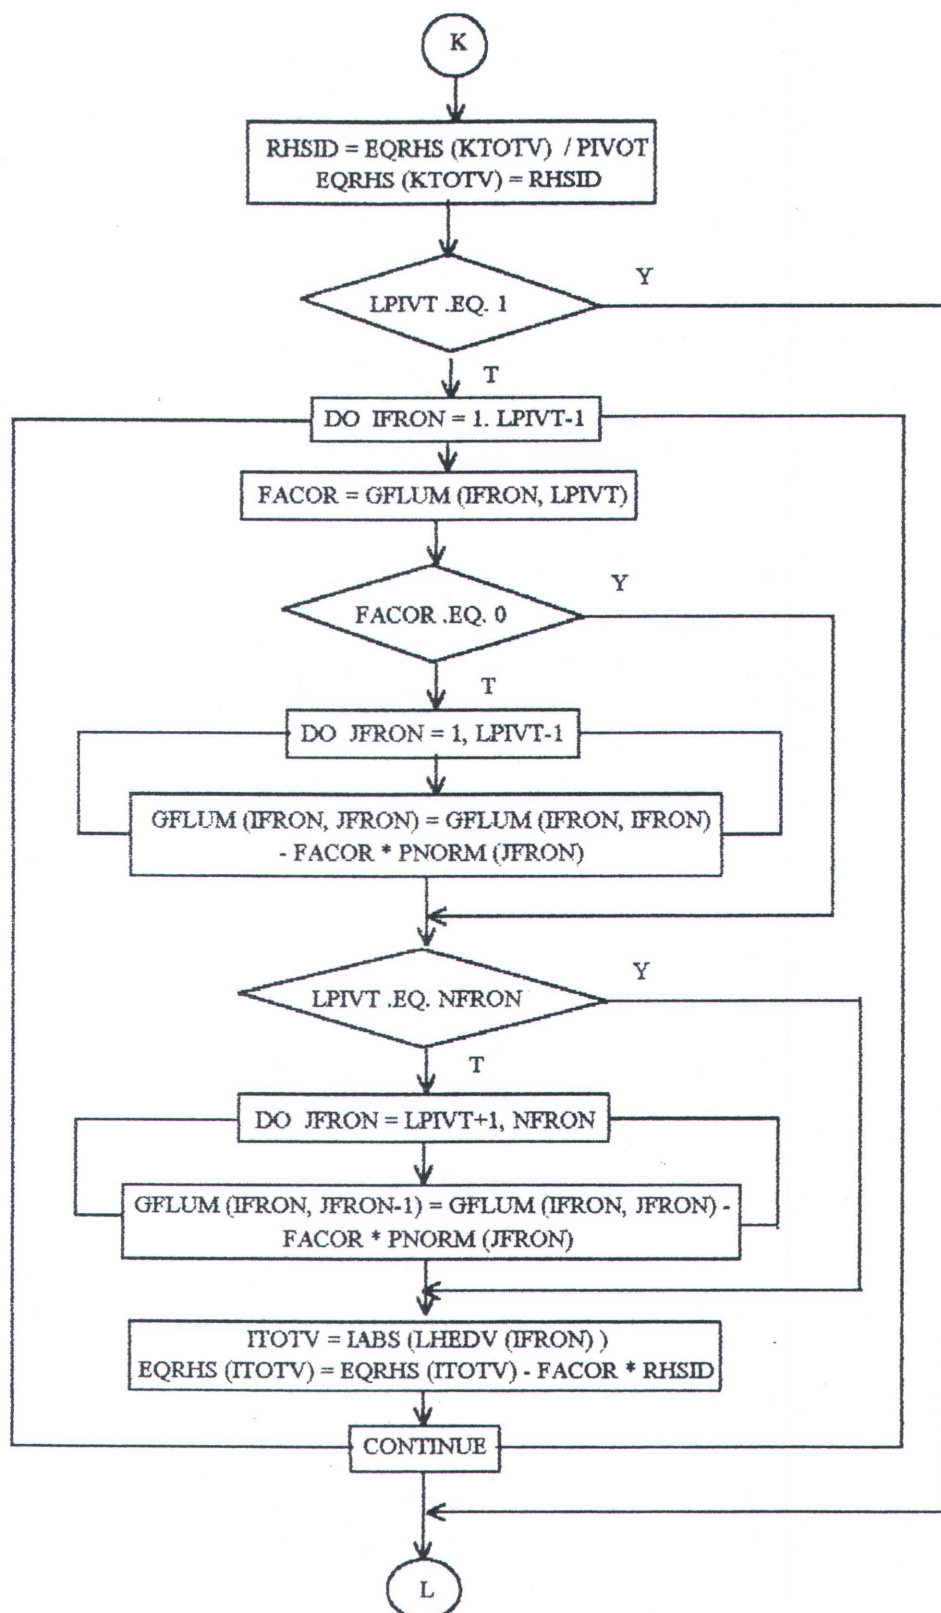 K
RHSID = EQRHS (KTOTV) / PIVOT
EQRHS (KTOTV) = RHSID
LPIVT .EQ. 1
Y
T
DO IFRON = 1. LPIVT-1
FACOR = GFLUM (IFRON, LPIVT)
FACOR .EQ. 0
Y
T
DO JFRON = 1, LPIVT-1
GFLUM (IFRON, JFRON) = GFLUM (IFRON, IFRON)
- FACOR * PNORM (JFRON)
LPIVT .EQ. NFRON
Y
T
DO JFRON = LPIVT+1, NFRON
GFLUM (IFRON, JFRON-1) = GFLUM (IFRON, JFRON) -
FACOR * PNORM (JFRON)
ITOTV = IABS (LHEDV (IFRON) )
EQRHS (ITOTV) = EQRHS (ITOTV) - FACOR * RHSID
CONTINUE
L